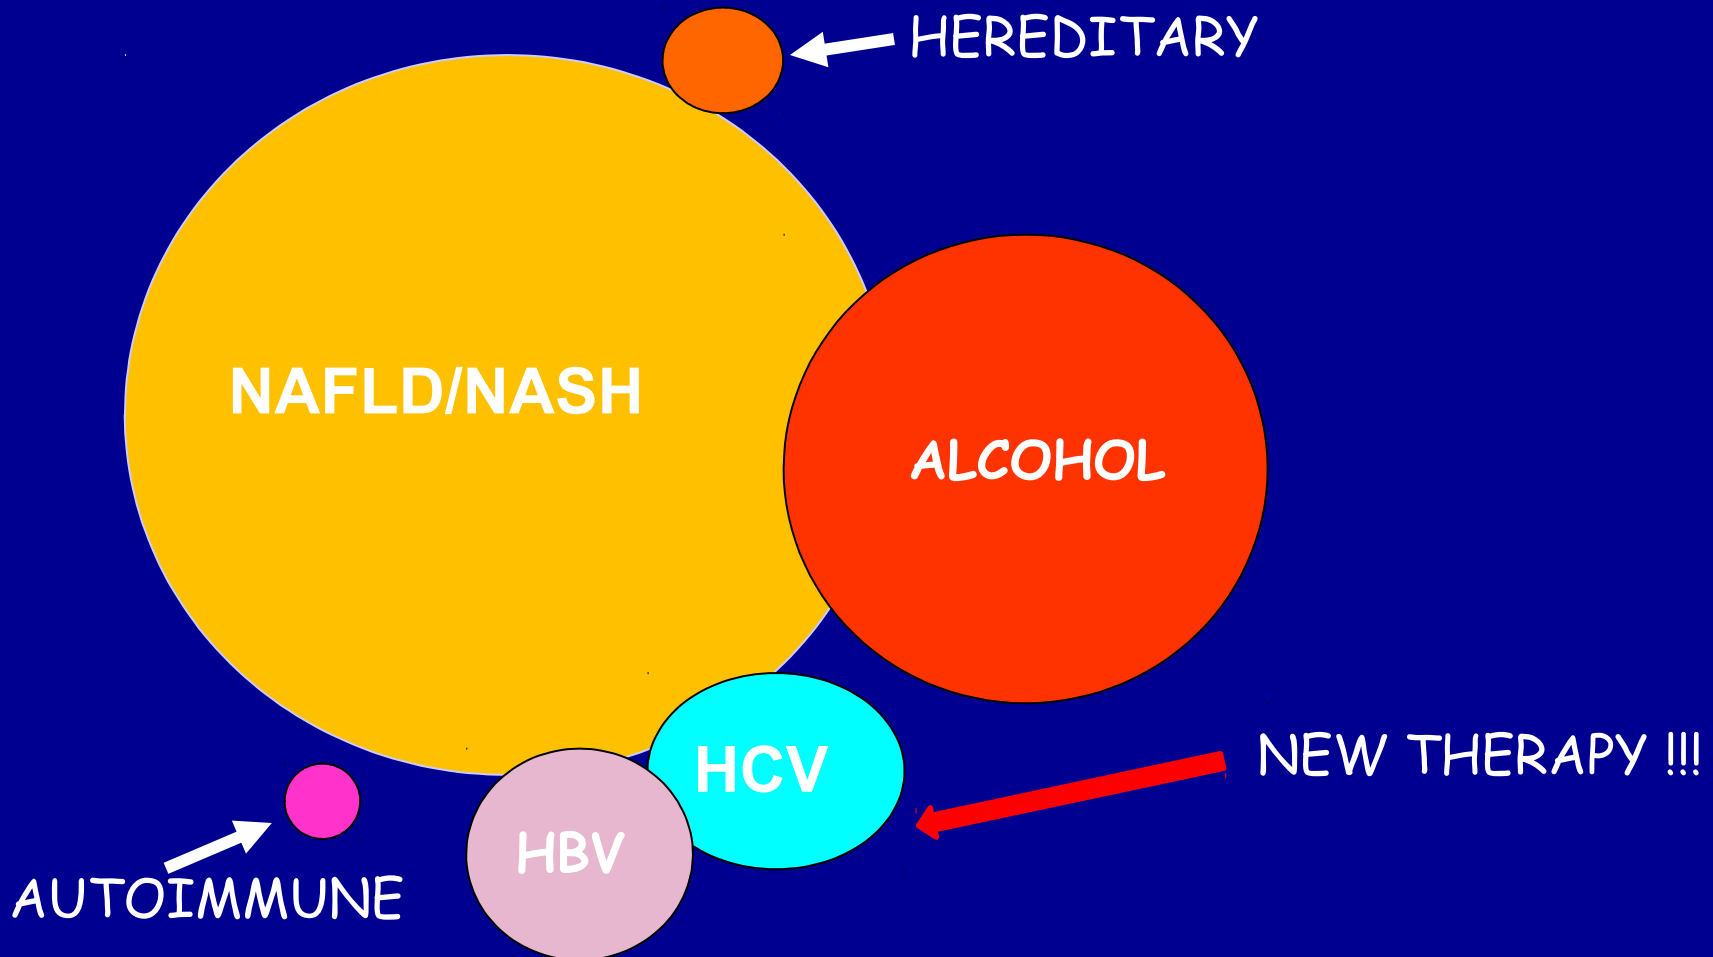 HEREDITARY
NAFLD/NASH
ALCOHOL
HCV
NEW THERAPY !!!
HBV
AUTOIMMUNE